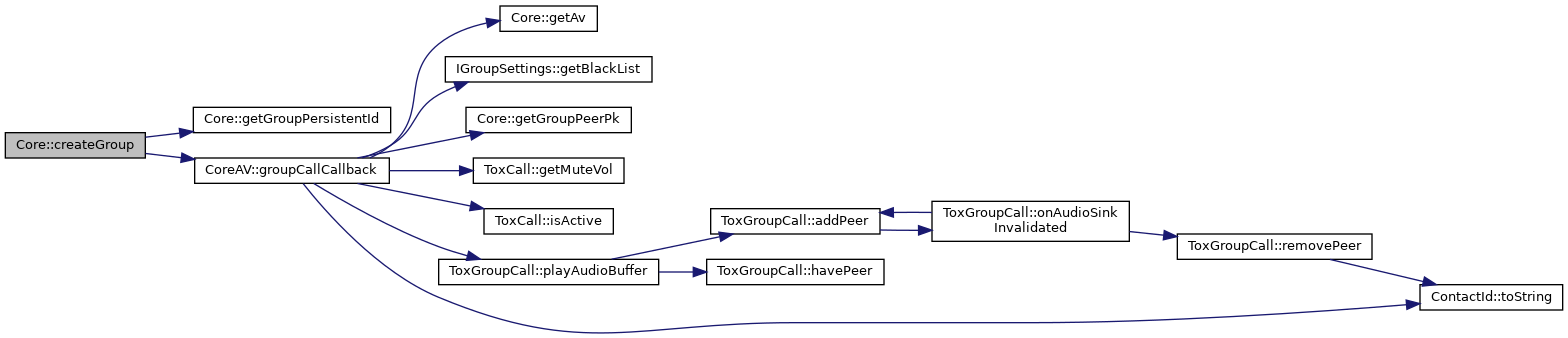 Core::getAv
IGroupSettings::getBlackList
Core::getGroupPersistentId
Core::getGroupPeerPk
Core::createGroup
CoreAV::groupCallCallback
ToxCall::getMuteVol
ToxCall::isActive
ToxGroupCall::addPeer
ToxGroupCall::onAudioSink
Invalidated
ToxGroupCall::removePeer
ToxGroupCall::playAudioBuffer
ToxGroupCall::havePeer
ContactId::toString